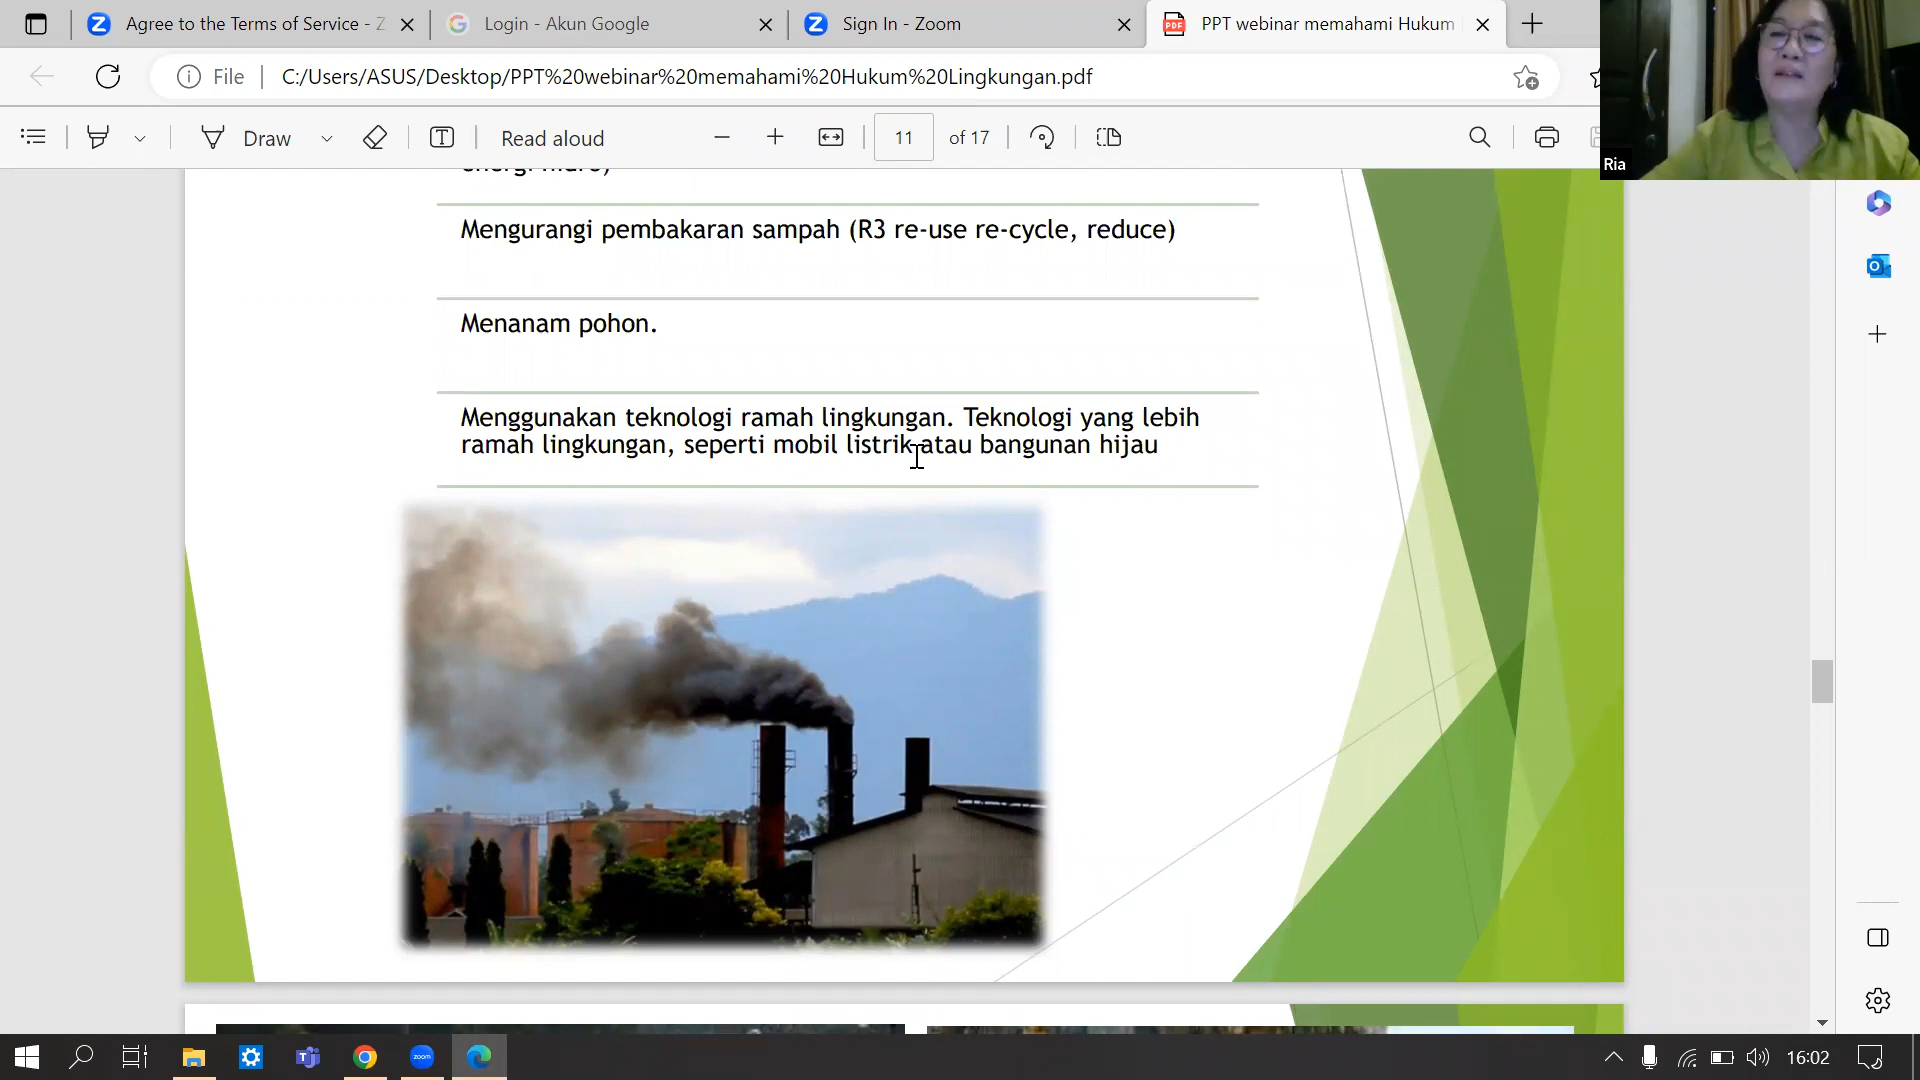 Agree to the Terms of Service - Z
Login - Akun Google
Sign In - Zoom
PPT webinar memahami Hukum
File
C:/Users/ASUS/Desktop/PPT%20webinar%20memahami%20Hukum%20Lingkungan.pdf
Draw
Read aloud
11 of 17
Ria
Mengurangi pembakaran sampah (R3 re-use re-cycle, reduce)
Menanam pohon.
Menggunakan teknologi ramah lingkungan. Teknologi yang lebih
ramah lingkungan, seperti mobil listrik atau bangunan hijau
zoom
16:02